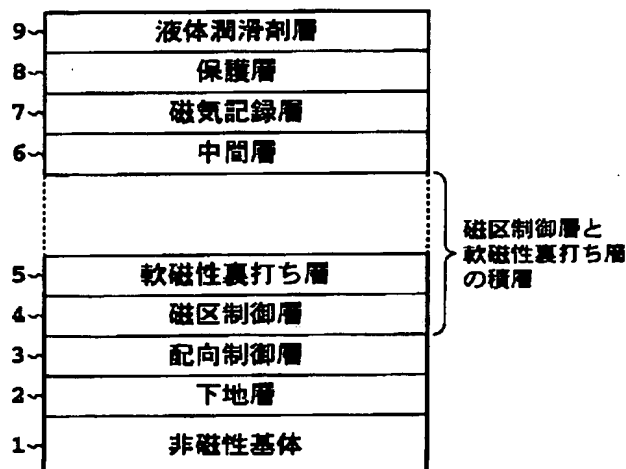 9 液体潤滑剤層
8 保護層
7 磁気記録層
6 中間層
磁区制御層と
軟磁性裏打ち層
の積層
5 軟磁性裏打ち層
4 磁区制御層
3 配向制御層
2 下地層
1 非磁性基体